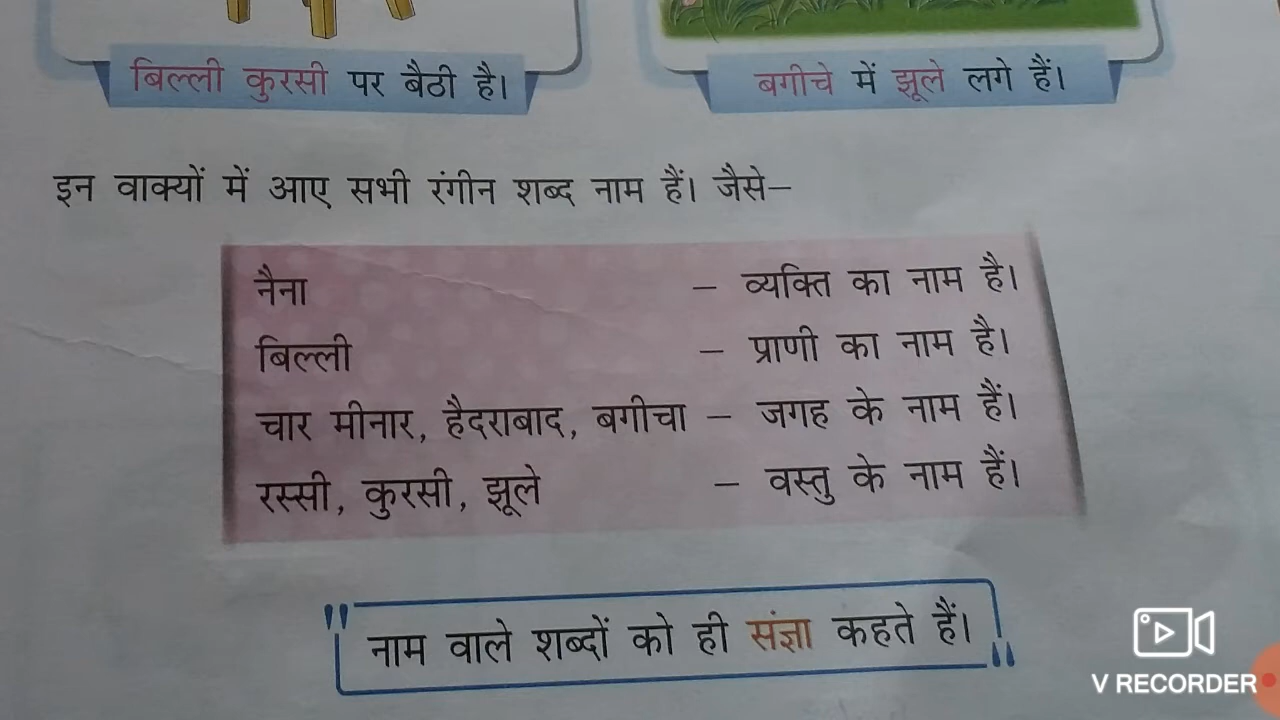 बिल्ली कुरसी पर बैठी है।
बगीचे में झूले लगे हैं।
इन वाक्यों में आए सभी रंगीन शब्द नाम हैं। जैसे–
नैना – व्यक्ति का नाम है।
बिल्ली – प्राणी का नाम है।
चार मीनार, हैदराबाद, बगीचा – जगह के नाम हैं।
रस्सी, कुरसी, झूले – वस्तु के नाम हैं।
"नाम वाले शब्दों को ही संज्ञा कहते हैं।"
V RECORDER